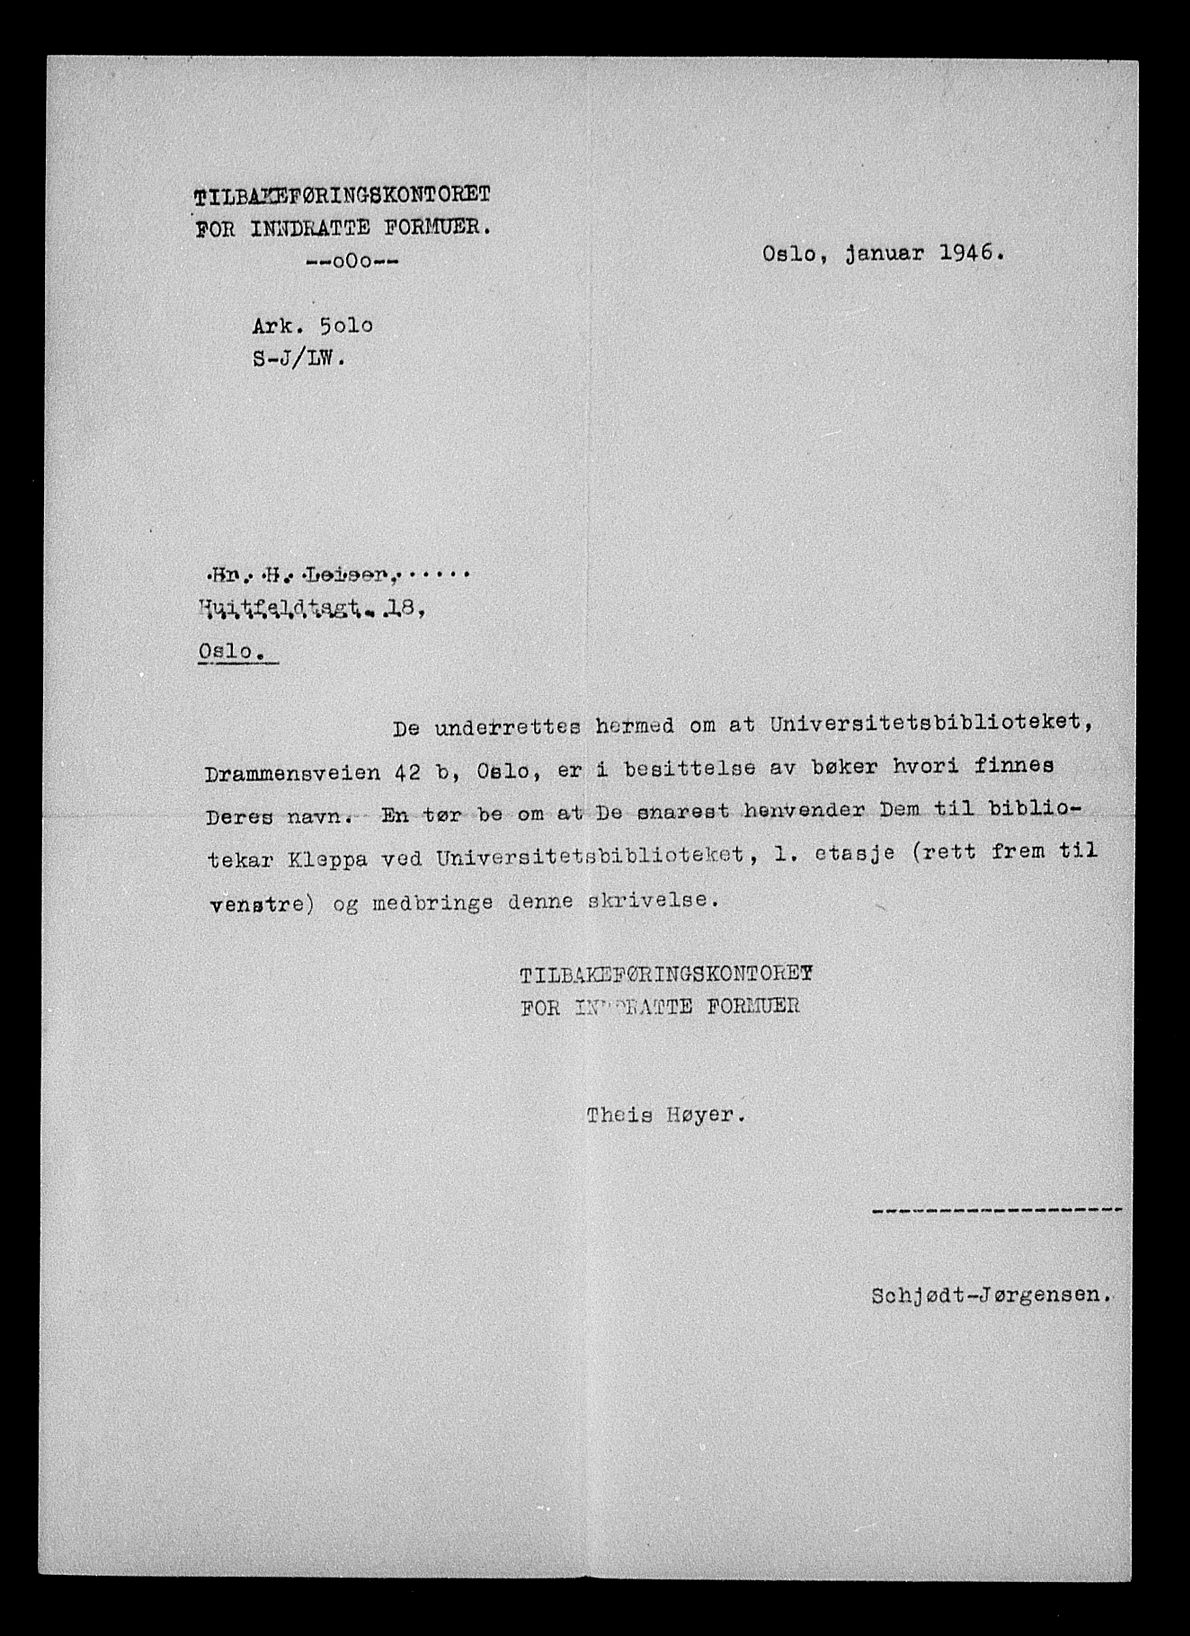 TILBAKEFØRINGSKONTORET
FOR INNDRATTE FORMUER.
--oOo--
Oslo, januar 1946.
Ark. 5olo
S-J/LW.
Hr. H. Leiser,
Huitfeldtsgt. 18,
Oslo.
De underrettes hermed om at Universitetsbiblioteket,
Drammensveien 42 b, Oslo, er i besittelse av bøker hvori finnes
Deres navn. En tør be om at De snarest henvender Dem til biblio-
tekar Kleppa ved Universitetsbiblioteket, 1. etasje (rett frem til
venstre) og medbringe denne skrivelse.
TILBAKEFØRINGSKONTORET
FOR INNDRATTE FORMUER
Theis Høyer.
-------------------
Schjødt-Jørgensen.